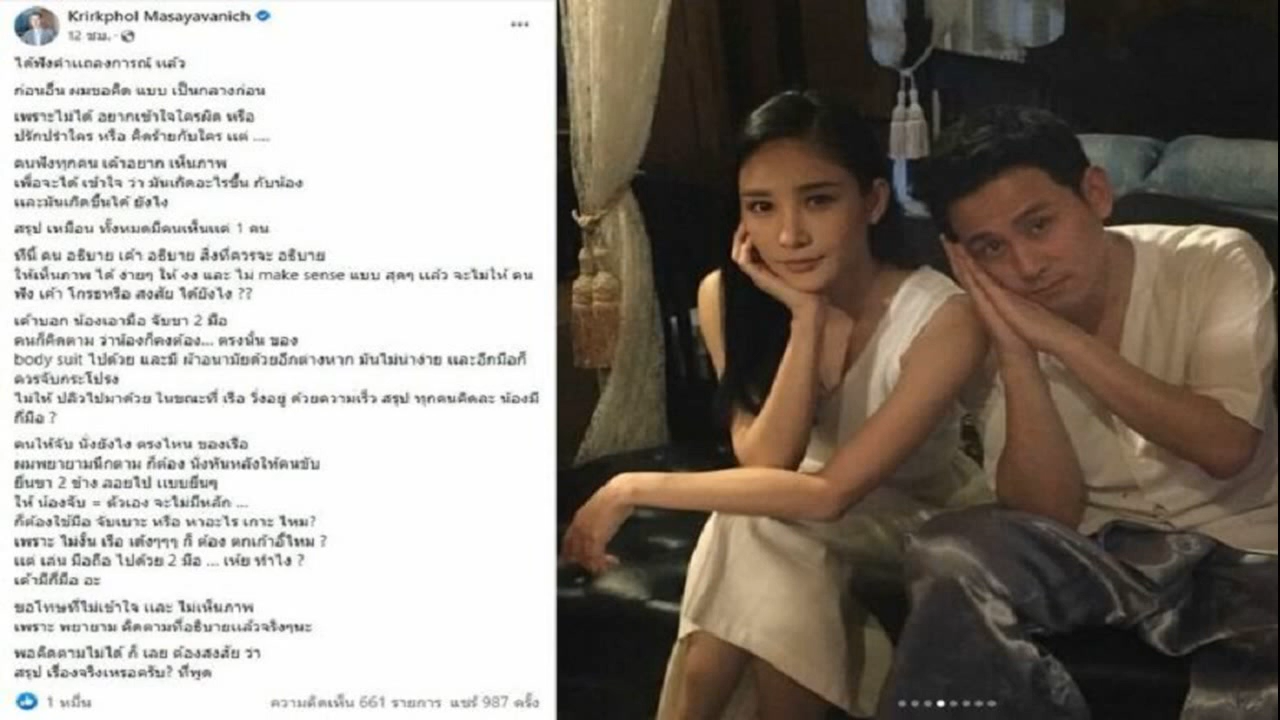 Krirkphol Masayavanich
12 ชม.
ได้ฟังคำแถลงการณ์ แล้ว
ก่อนอื่น ผมขอคิด แบบ เป็นกลางก่อน
เพราะไม่ได้ อยากเข้าใจใครผิด หรือ
ปรักปรำใคร หรือ คิดร้ายกับใคร แต่ ....
คนฟังทุกคน เค้าอยาก เห็นภาพ
เพื่อจะได้ เข้าใจ ว่า มันเกิดอะไรขึ้น กับน้อง
และมันเกิดขึ้นได้ ยังไง
สรุป เหมือน ทั้งหมดมีคนเห็นแค่ 1 คน
ทีนี้ คน อธิบาย เค้า อธิบาย สิ่งที่ควรจะ อธิบาย
ให้เห็นภาพ ได้ ง่ายๆ ให้ งง และ ไม่ make sense แบบ สุดๆ แล้ว จะไม่ให้ คน
ฟัง เค้า โกรธหรือ สงสัย ได้ยังไง ??
เค้าบอก น้องเอามือ จับขา 2 มือ
คนก็คิดตาม ว่าน้องก็คงต้อง... ตรงนั้น ของ
body suit ไปด้วย และมี ผ้าอนามัยด้วยอีกต่างหาก มันไม่น่าง่าย และอีกมือก็
ควรจับกระโปรง
ไม่ให้ ปลิวไปมาด้วย ในขณะที่ เรือ วิ่งอยู่ ด้วยความเร็ว สรุป ทุกคนคิดละ น้องมี
กี่มือ ?
คนให้จับ นั่งยังไง ตรงไหน ของเรือ
ผมพยายามนึกตาม ก็ต้อง นั่งหันหลังให้คนขับ
ยื่นขา 2 ข้าง ลอยไป แบบยื่นๆ
ให้ น้องจับ = ตัวเอง จะไม่มีหลัก ...
ก็ต้องใช้มือ จับเบาะ หรือ หาอะไร เกาะ ไหม?
เพราะ ไม่งั้น เรือ เด้งๆๆๆ ก็ ต้อง ตกเก้าอี้ไหม ?
แต่ เล่น มือถือ ไปด้วย 2 มือ ... เห้ย ทำไง ?
เค้ามีกี่มือ อะ
ขอโทษที่ไม่เข้าใจ และ ไม่เห็นภาพ
เพราะ พยายาม คิดตามที่อธิบายแล้วจริงๆนะ
พอคิดตามไม่ได้ ก็ เลย ต้องสงสัย ว่า
สรุป เรื่องจริงเหรอครับ? ที่พูด
1 หมื่น ความคิดเห็น 661 รายการ แชร์ 987 ครั้ง